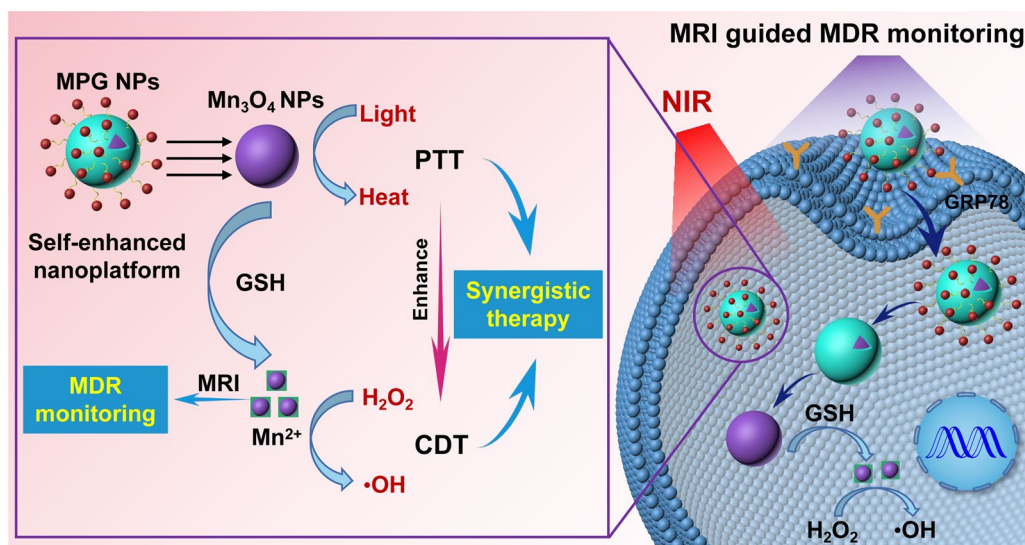 MRI guided MDR monitoring
MPG NPs
Mn₃O₄ NPs
Light
Heat
Self-enhanced
nanoplatform
GSH
PTT
Enhance
Synergistic
therapy
MDR
monitoring
MRI
Mn²⁺
H₂O₂
•OH
CDT
NIR
GRP78
GSH
H₂O₂
•OH